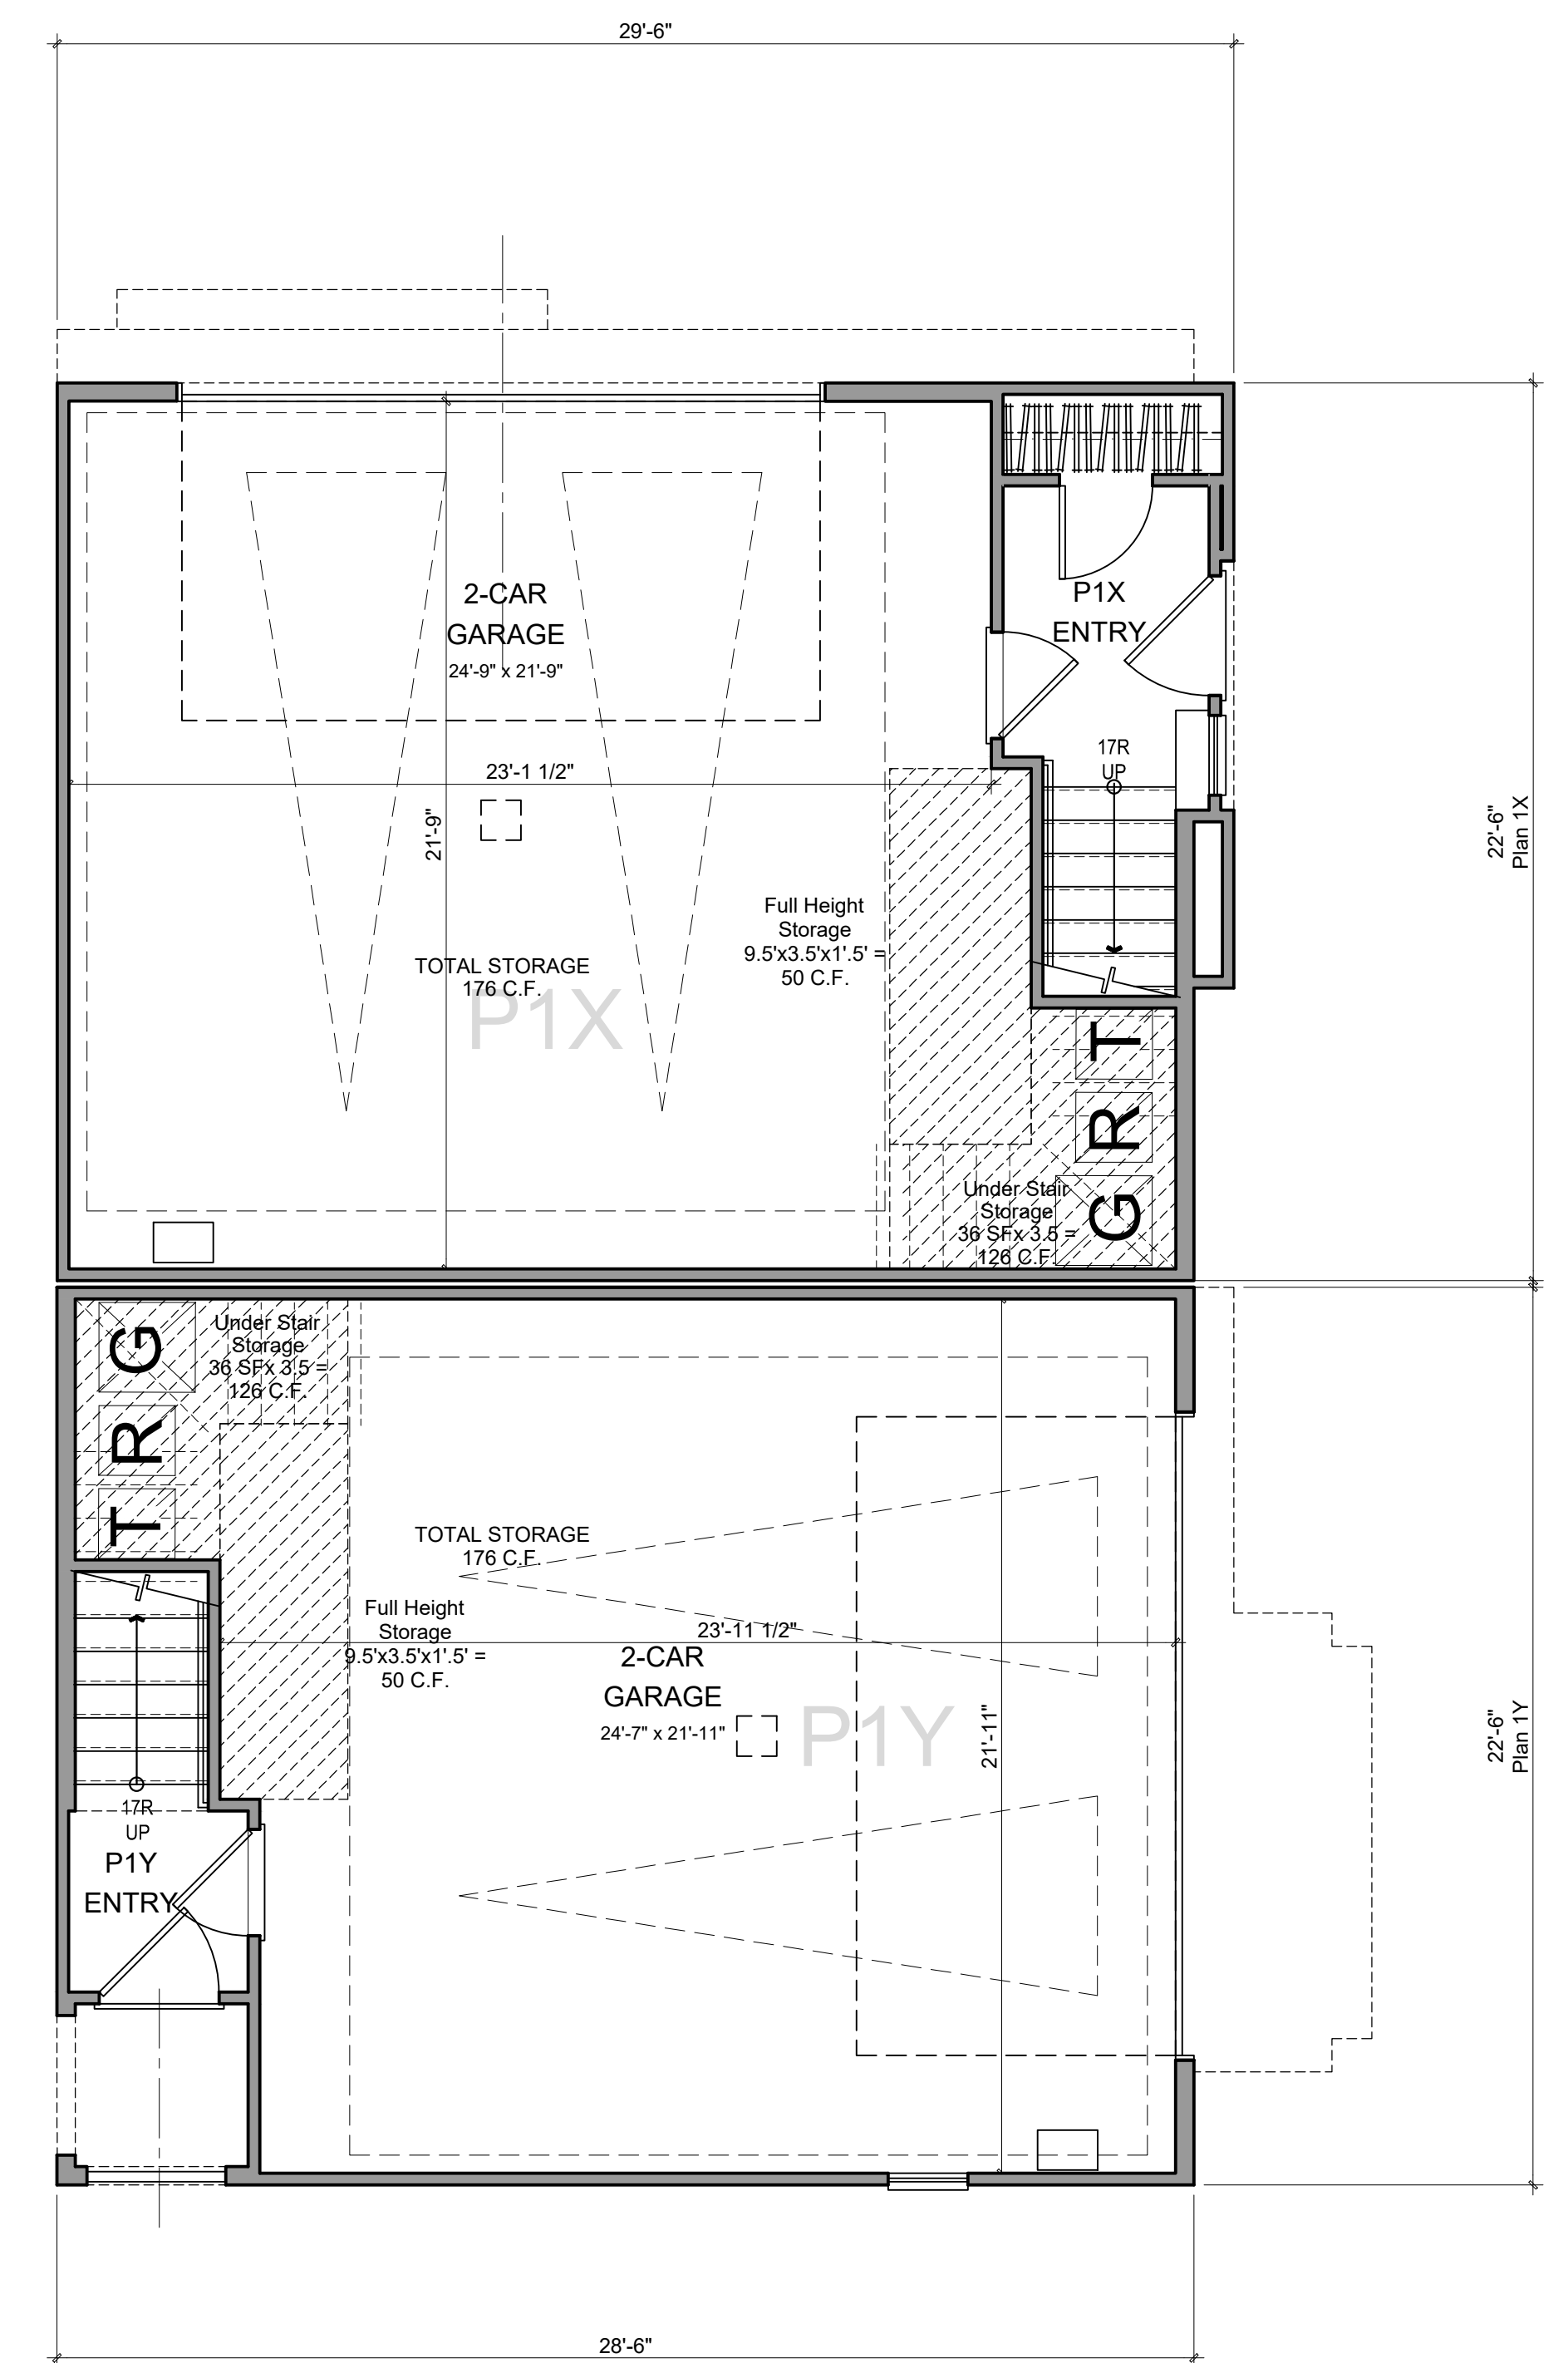 29'-6"
2-CAR
GARAGE
24'-9" x 21'-9"
P1X
ENTRY
17R
UP
23'-1 1/2"
21'-9"
22'-6"
Plan 1X
Full Height
Storage
9.5'x3.5'x1'.5' =
50 C.F.
TOTAL STORAGE
176 C.F.
P1X
T
R
G
Under Stair
Storage
36 SFx 3.5 =
126 C.F.
G
R
T
Under Stair
Storage
36 SFx 3.5 =
126 C.F.
TOTAL STORAGE
176 C.F.
Full Height
Storage
9.5'x3.5'x1'.5' =
50 C.F.
23'-11 1/2"
2-CAR
GARAGE
24'-7" x 21'-11"
P1Y
21'-11"
22'-6"
Plan 1Y
17R
UP
P1Y
ENTRY
28'-6"